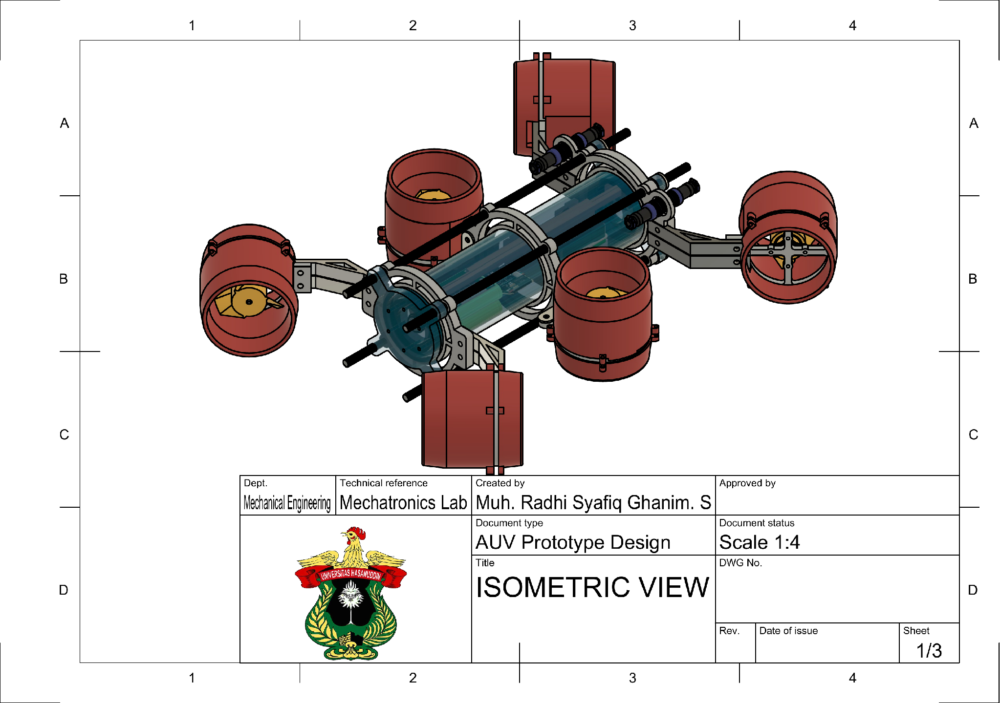 1 2 3 4
A A
B B
C C
D D
Dept.
Mechanical Engineering
Technical reference
Mechatronics Lab
Created by
Muh. Radhi Syafiq Ghanim. S
Approved by
Document type
AUV Prototype Design
Document status
Scale 1:4
UNIVERSITAS HASANUDDIN
Title
ISOMETRIC VIEW
DWG No.
Rev.
Date of issue
Sheet
1/3
1 2 3 4